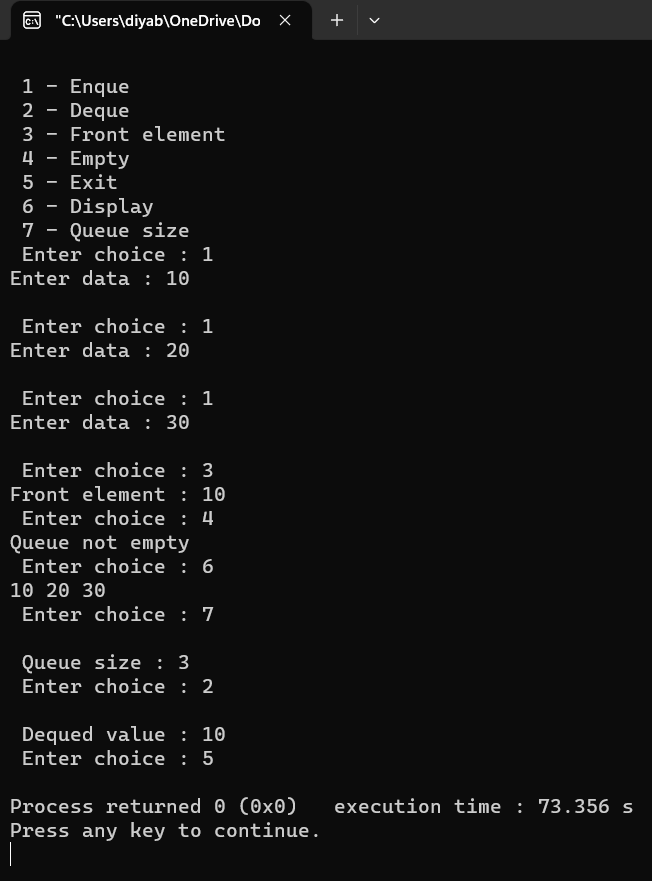 "C:\Users\diyab\OneDrive\Do
1 - Enque
2 - Deque
3 - Front element
4 - Empty
5 - Exit
6 - Display
7 - Queue size
Enter choice : 1
Enter data : 10
Enter choice : 1
Enter data : 20
Enter choice : 1
Enter data : 30
Enter choice : 3
Front element : 10
Enter choice : 4
Queue not empty
Enter choice : 6
10 20 30
Enter choice : 7
Queue size : 3
Enter choice : 2
Dequed value : 10
Enter choice : 5
Process returned 0 (0x0)   execution time : 73.356 s
Press any key to continue.